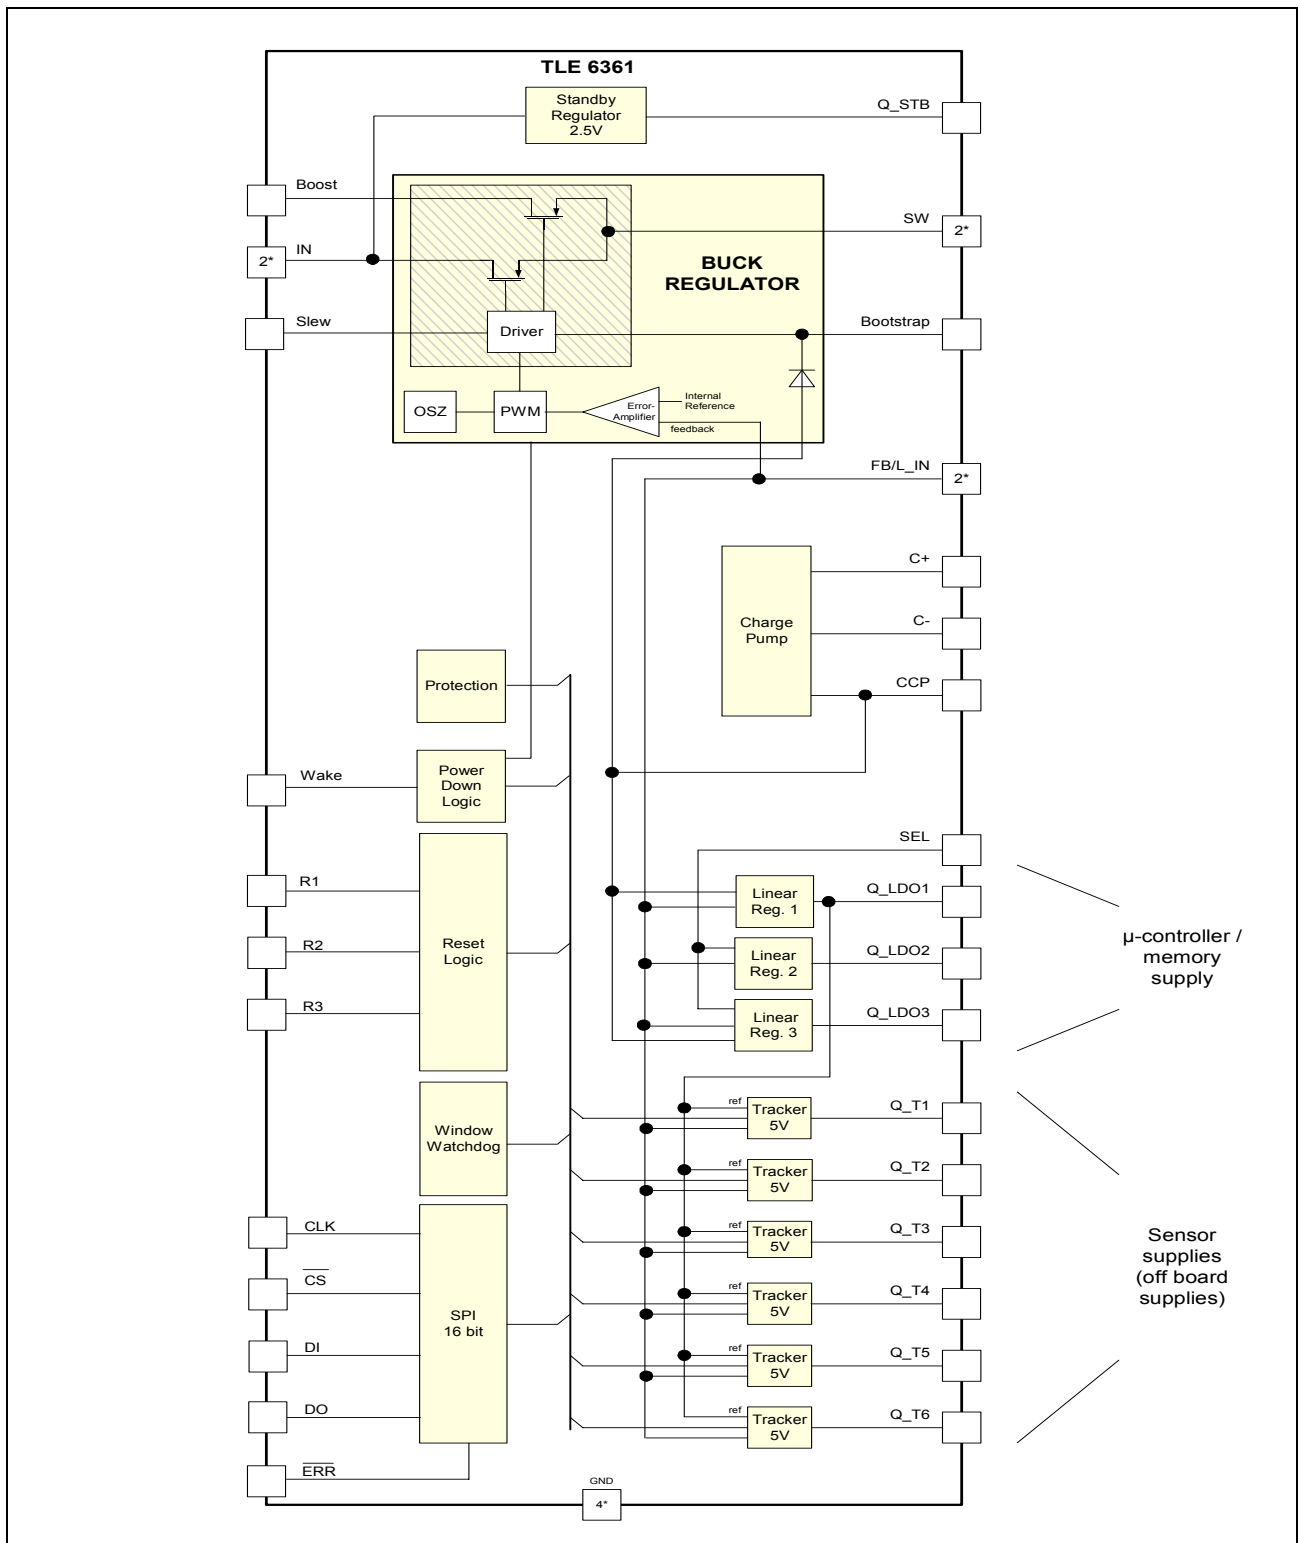 TLE 6361
Standby
Regulator
2.5V
Q_STB
Boost
2*
IN
SW
2*
BUCK
REGULATOR
Slew
Driver
Bootstrap
OSZ
PWM
Error-
Amplifier
Internal
Reference
feedback
FB/L_IN
2*
C+
Charge
Pump
C-
CCP
Protection
Wake
Power
Down
Logic
SEL
R1
R2
R3
Reset
Logic
Linear
Reg. 1
Q_LDO1
Linear
Reg. 2
Q_LDO2
Linear
Reg. 3
Q_LDO3
µ-controller /
memory
supply
Window
Watchdog
ref
Tracker
5V
Q_T1
ref
Tracker
5V
Q_T2
ref
Tracker
5V
Q_T3
ref
Tracker
5V
Q_T4
ref
Tracker
5V
Q_T5
ref
Tracker
5V
Q_T6
Sensor
supplies
(off board
supplies)
CLK
CS
DI
DO
ERR
SPI
16 bit
GND
4*